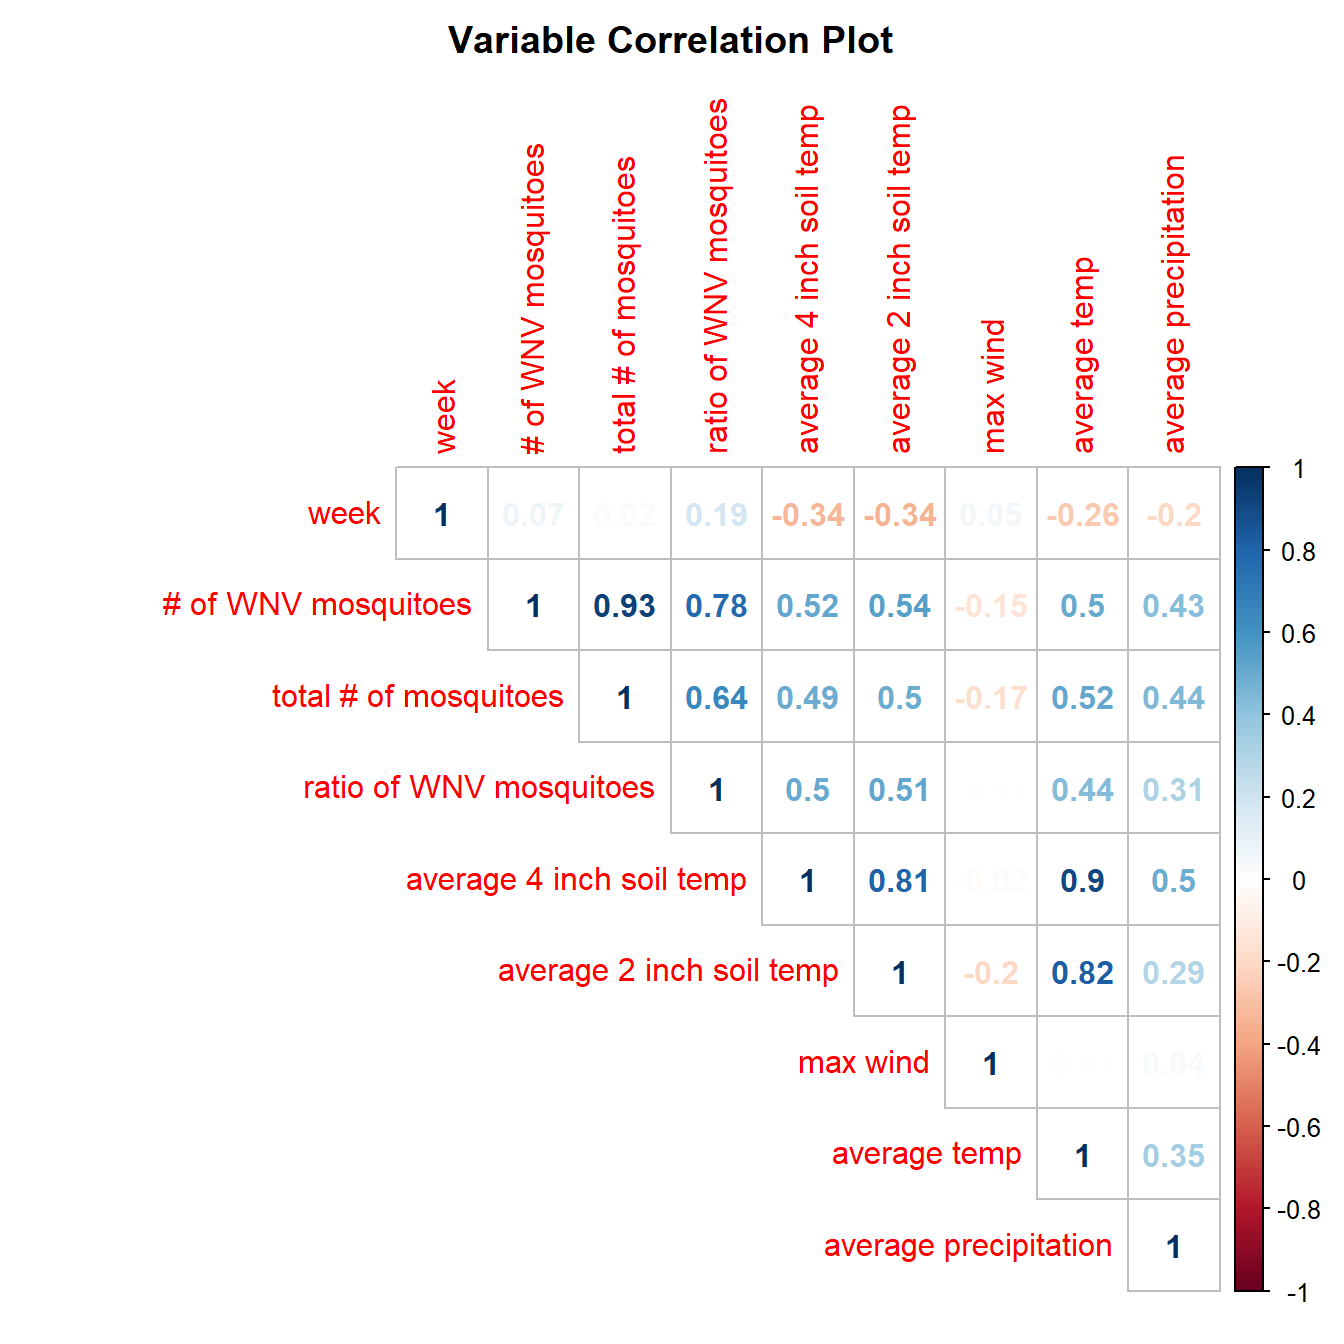 Variable Correlation Plot
week
# of WNV mosquitoes
total # of mosquitoes
ratio of WNV mosquitoes
average 4 inch soil temp
average 2 inch soil temp
max wind
average temp
average precipitation
week 1 0.07 0.02 0.19 -0.34 -0.34 0.05 -0.26 -0.2
# of WNV mosquitoes 1 0.93 0.78 0.52 0.54 -0.15 0.5 0.43
total # of mosquitoes 1 0.64 0.49 0.5 -0.17 0.52 0.44
ratio of WNV mosquitoes 1 0.5 0.51 0.44 0.31
average 4 inch soil temp 1 0.81 -0.02 0.9 0.5
average 2 inch soil temp 1 -0.2 0.82 0.29
max wind 1 0.04
average temp 1 0.35
average precipitation 1
1
0.8
0.6
0.4
0.2
0
-0.2
-0.4
-0.6
-0.8
-1